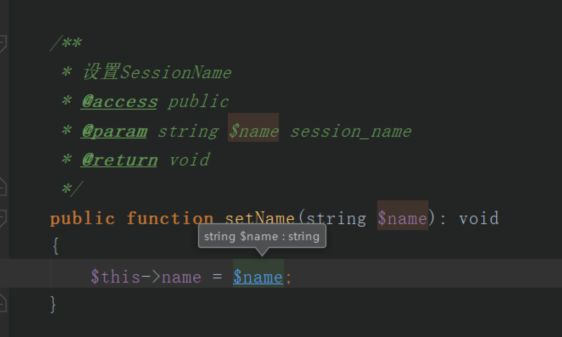 /**
* 设置SessionName
* @access public
* @param string $name session_name
* @return void
*/
public function setName(string $name): void
string $name : string
{
$this->name = $name;
}